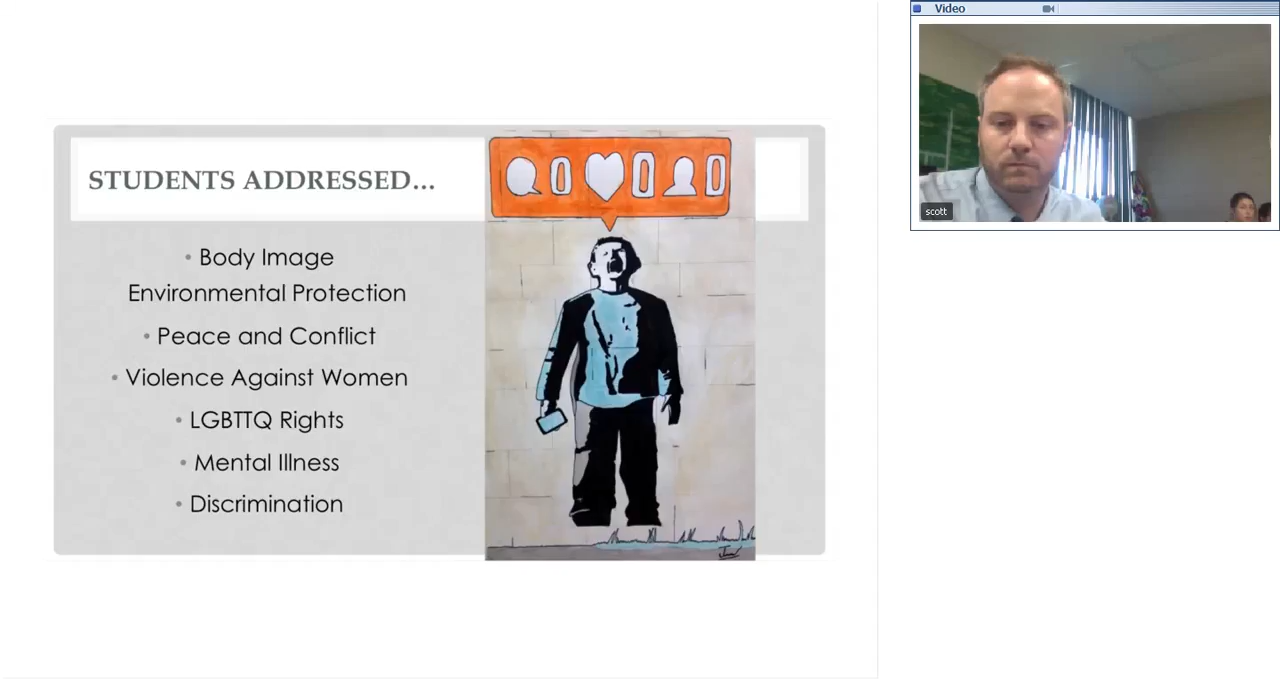 Video
STUDENTS ADDRESSED...
0 0 0
• Body Image
Environmental Protection
• Peace and Conflict
• Violence Against Women
• LGBTTQ Rights
• Mental Illness
• Discrimination
scott